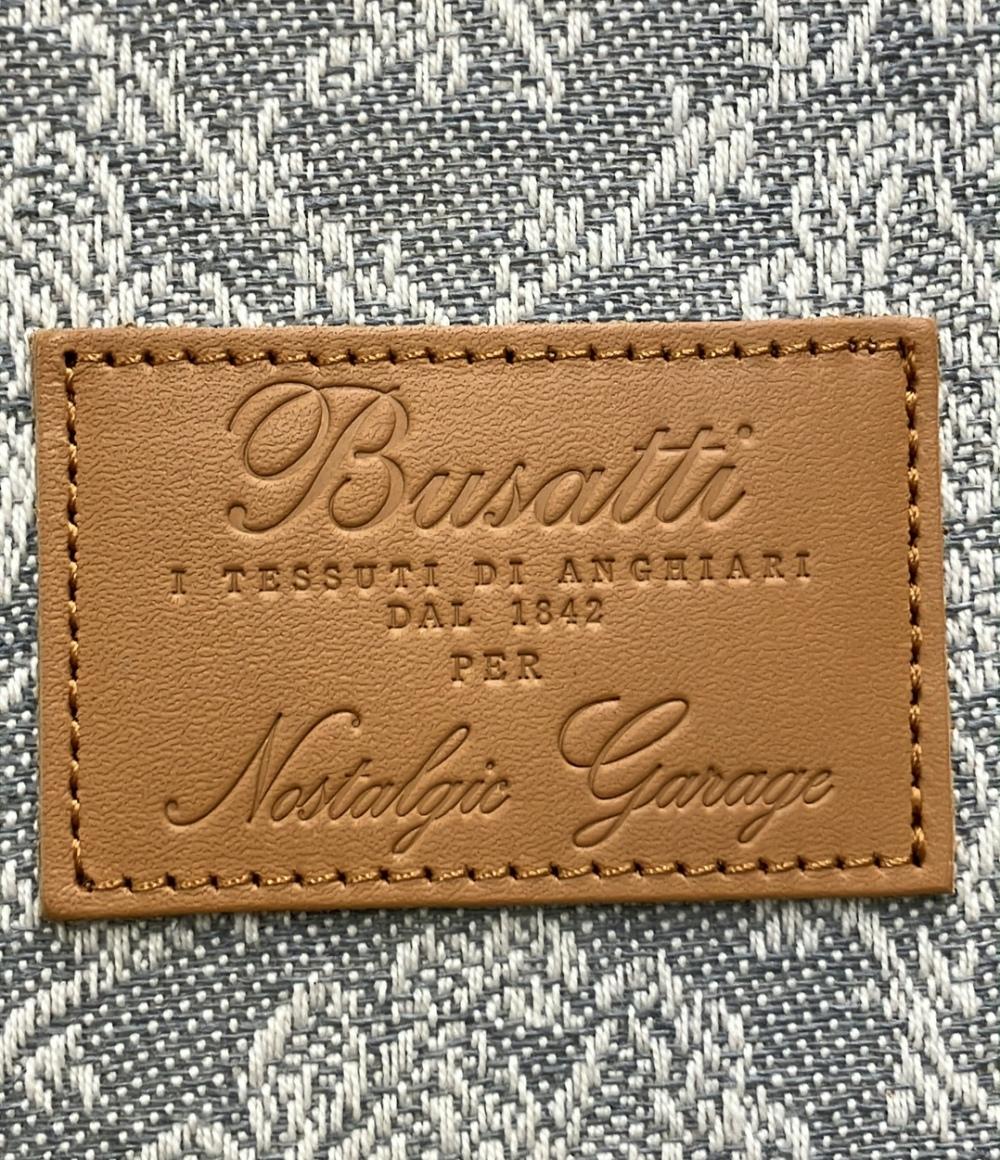 Busatti
I TESSUTI DI ANGHIARI
DAL 1842
PER
Nostalgic Garage